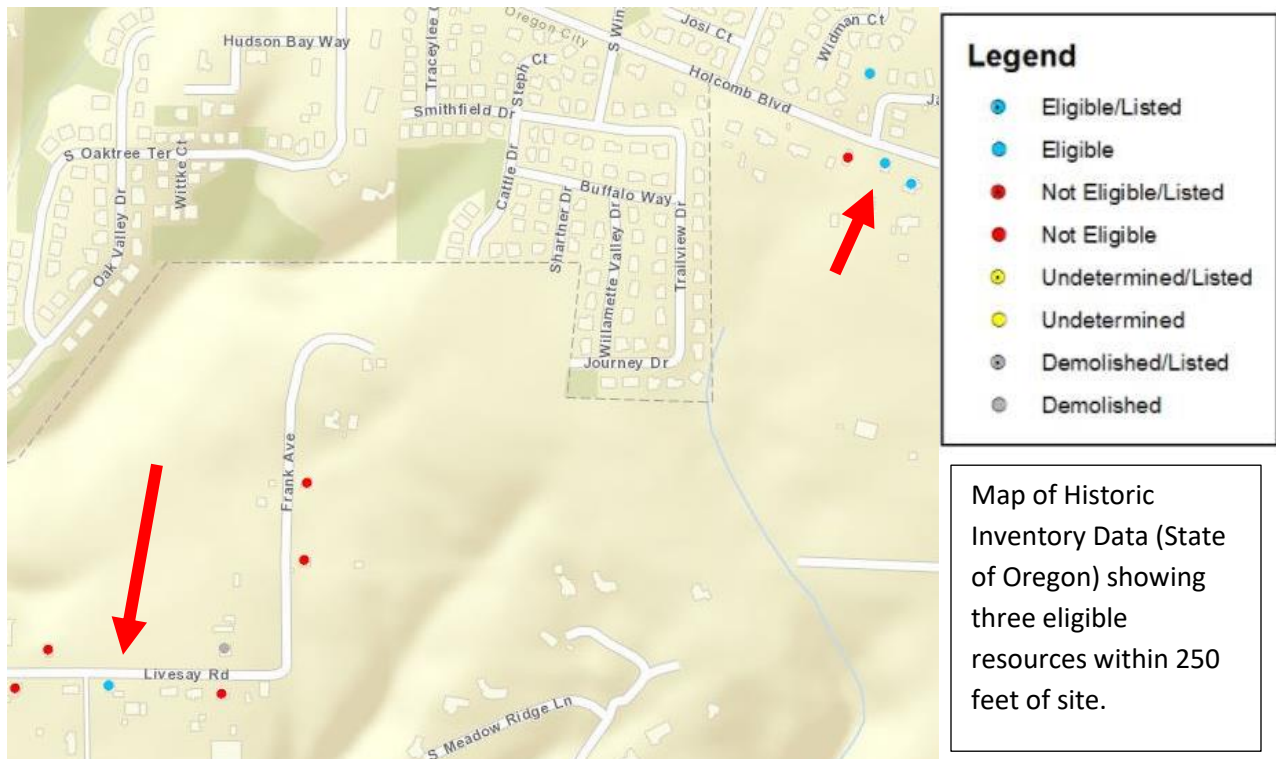 Hudson Bay Way
Traceylee C
Steph Ct
S Win
Oregon City
Josi Ct
Widman Ct
Holcomb Blvd
Ja
Smithfield Dr
S Oaktree Ter
Wittke Ct
Oak Valley Dr
Cattle Dr
Buffalo Way
Shartner Dr
Willamette Valley Dr
Trailview Dr
Journey Dr
Frank Ave
Livesay Rd
S Meadow Ridge Ln
Legend
Eligible/Listed
Eligible
Not Eligible/Listed
Not Eligible
Undetermined/Listed
Undetermined
Demolished/Listed
Demolished
Map of Historic
Inventory Data (State
of Oregon) showing
three eligible
resources within 250
feet of site.